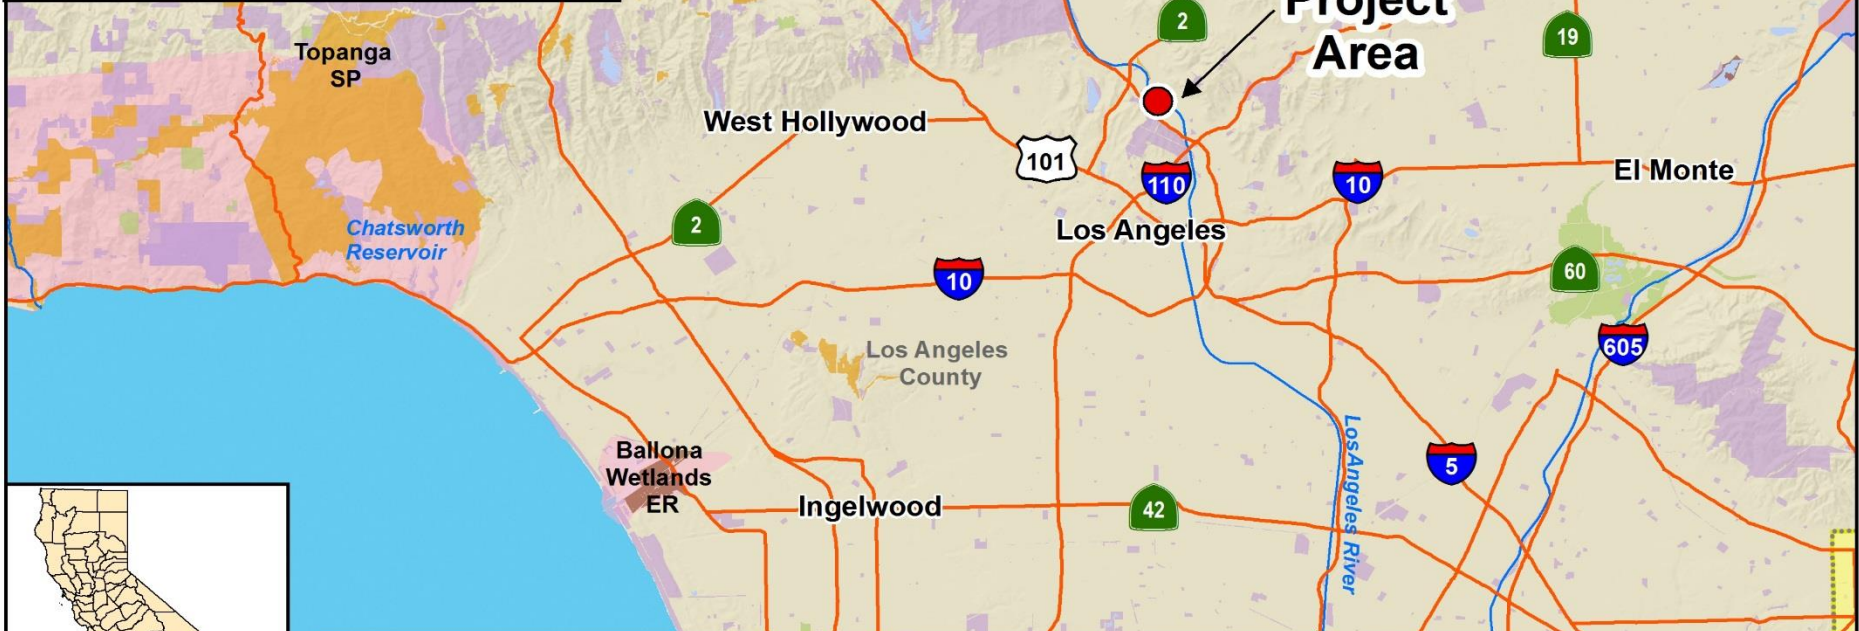 Project
Area
2
19
Topanga
SP
West Hollywood
101
110
10
El Monte
Chatsworth
Reservoir
2
Los Angeles
10
60
605
Los Angeles
County
Ballona
Wetlands
ER
Ingelwood
42
5
LosAngeles River